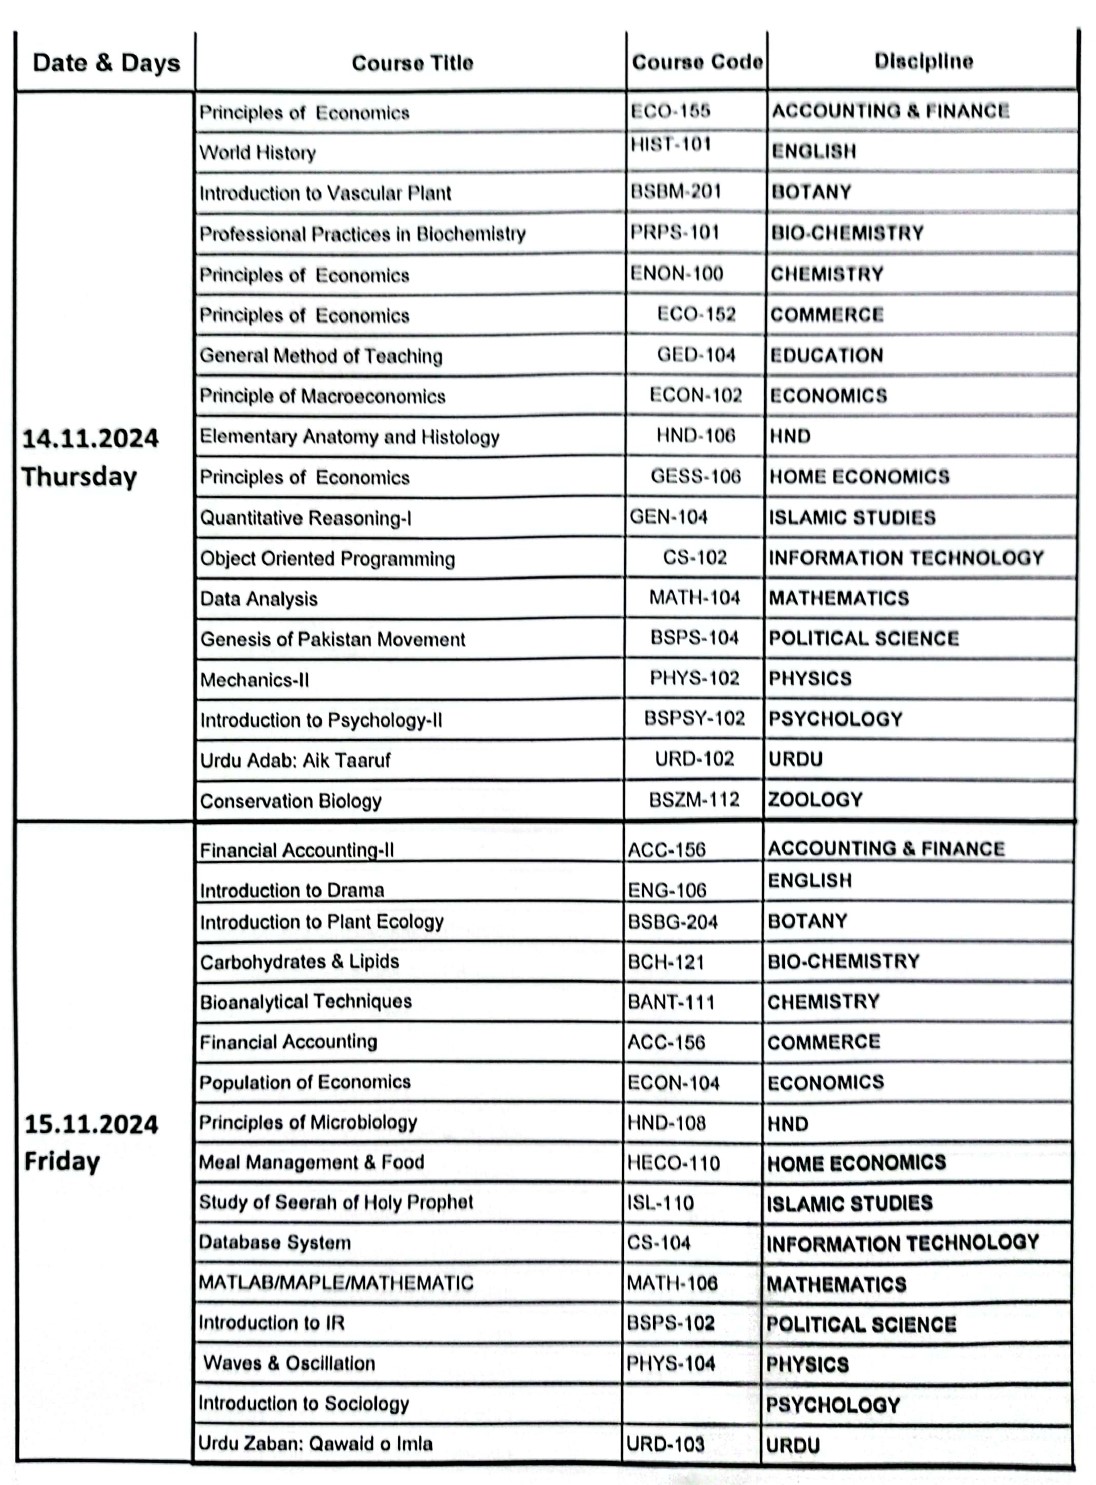 Date & Days Course Title Course Code Discipline
Principles of Economics ECO-155 ACCOUNTING & FINANCE
World History HIST-101 ENGLISH
Introduction to Vascular Plant BSBM-201 BOTANY
Professional Practices in Biochemistry PRPS-101 BIO-CHEMISTRY
Principles of Economics ENON-100 CHEMISTRY
Principles of Economics ECO-152 COMMERCE
General Method of Teaching GED-104 EDUCATION
Principle of Macroeconomics ECON-102 ECONOMICS
14.11.2024 Elementary Anatomy and Histology HND-106 HND
Thursday Principles of Economics GESS-106 HOME ECONOMICS
Quantitative Reasoning-I GEN-104 ISLAMIC STUDIES
Object Oriented Programming CS-102 INFORMATION TECHNOLOGY
Data Analysis MATH-104 MATHEMATICS
Genesis of Pakistan Movement BSPS-104 POLITICAL SCIENCE
Mechanics-II PHYS-102 PHYSICS
Introduction to Psychology-II BSPSY-102 PSYCHOLOGY
Urdu Adab: Aik Taaruf URD-102 URDU
Conservation Biology BSZM-112 ZOOLOGY
Financial Accounting-II ACC-156 ACCOUNTING & FINANCE
Introduction to Drama ENG-106 ENGLISH
Introduction to Plant Ecology BSBG-204 BOTANY
Carbohydrates & Lipids BCH-121 BIO-CHEMISTRY
Bioanalytical Techniques BANT-111 CHEMISTRY
Financial Accounting ACC-156 COMMERCE
Population of Economics ECON-104 ECONOMICS
15.11.2024 Principles of Microbiology HND-108 HND
Friday Meal Management & Food HECO-110 HOME ECONOMICS
Study of Seerah of Holy Prophet ISL-110 ISLAMIC STUDIES
Database System CS-104 INFORMATION TECHNOLOGY
MATLAB/MAPLE/MATHEMATIC MATH-106 MATHEMATICS
Introduction to IR BSPS-102 POLITICAL SCIENCE
Waves & Oscillation PHYS-104 PHYSICS
Introduction to Sociology PSYCHOLOGY
Urdu Zaban: Qawaid o Imla URD-103 URDU